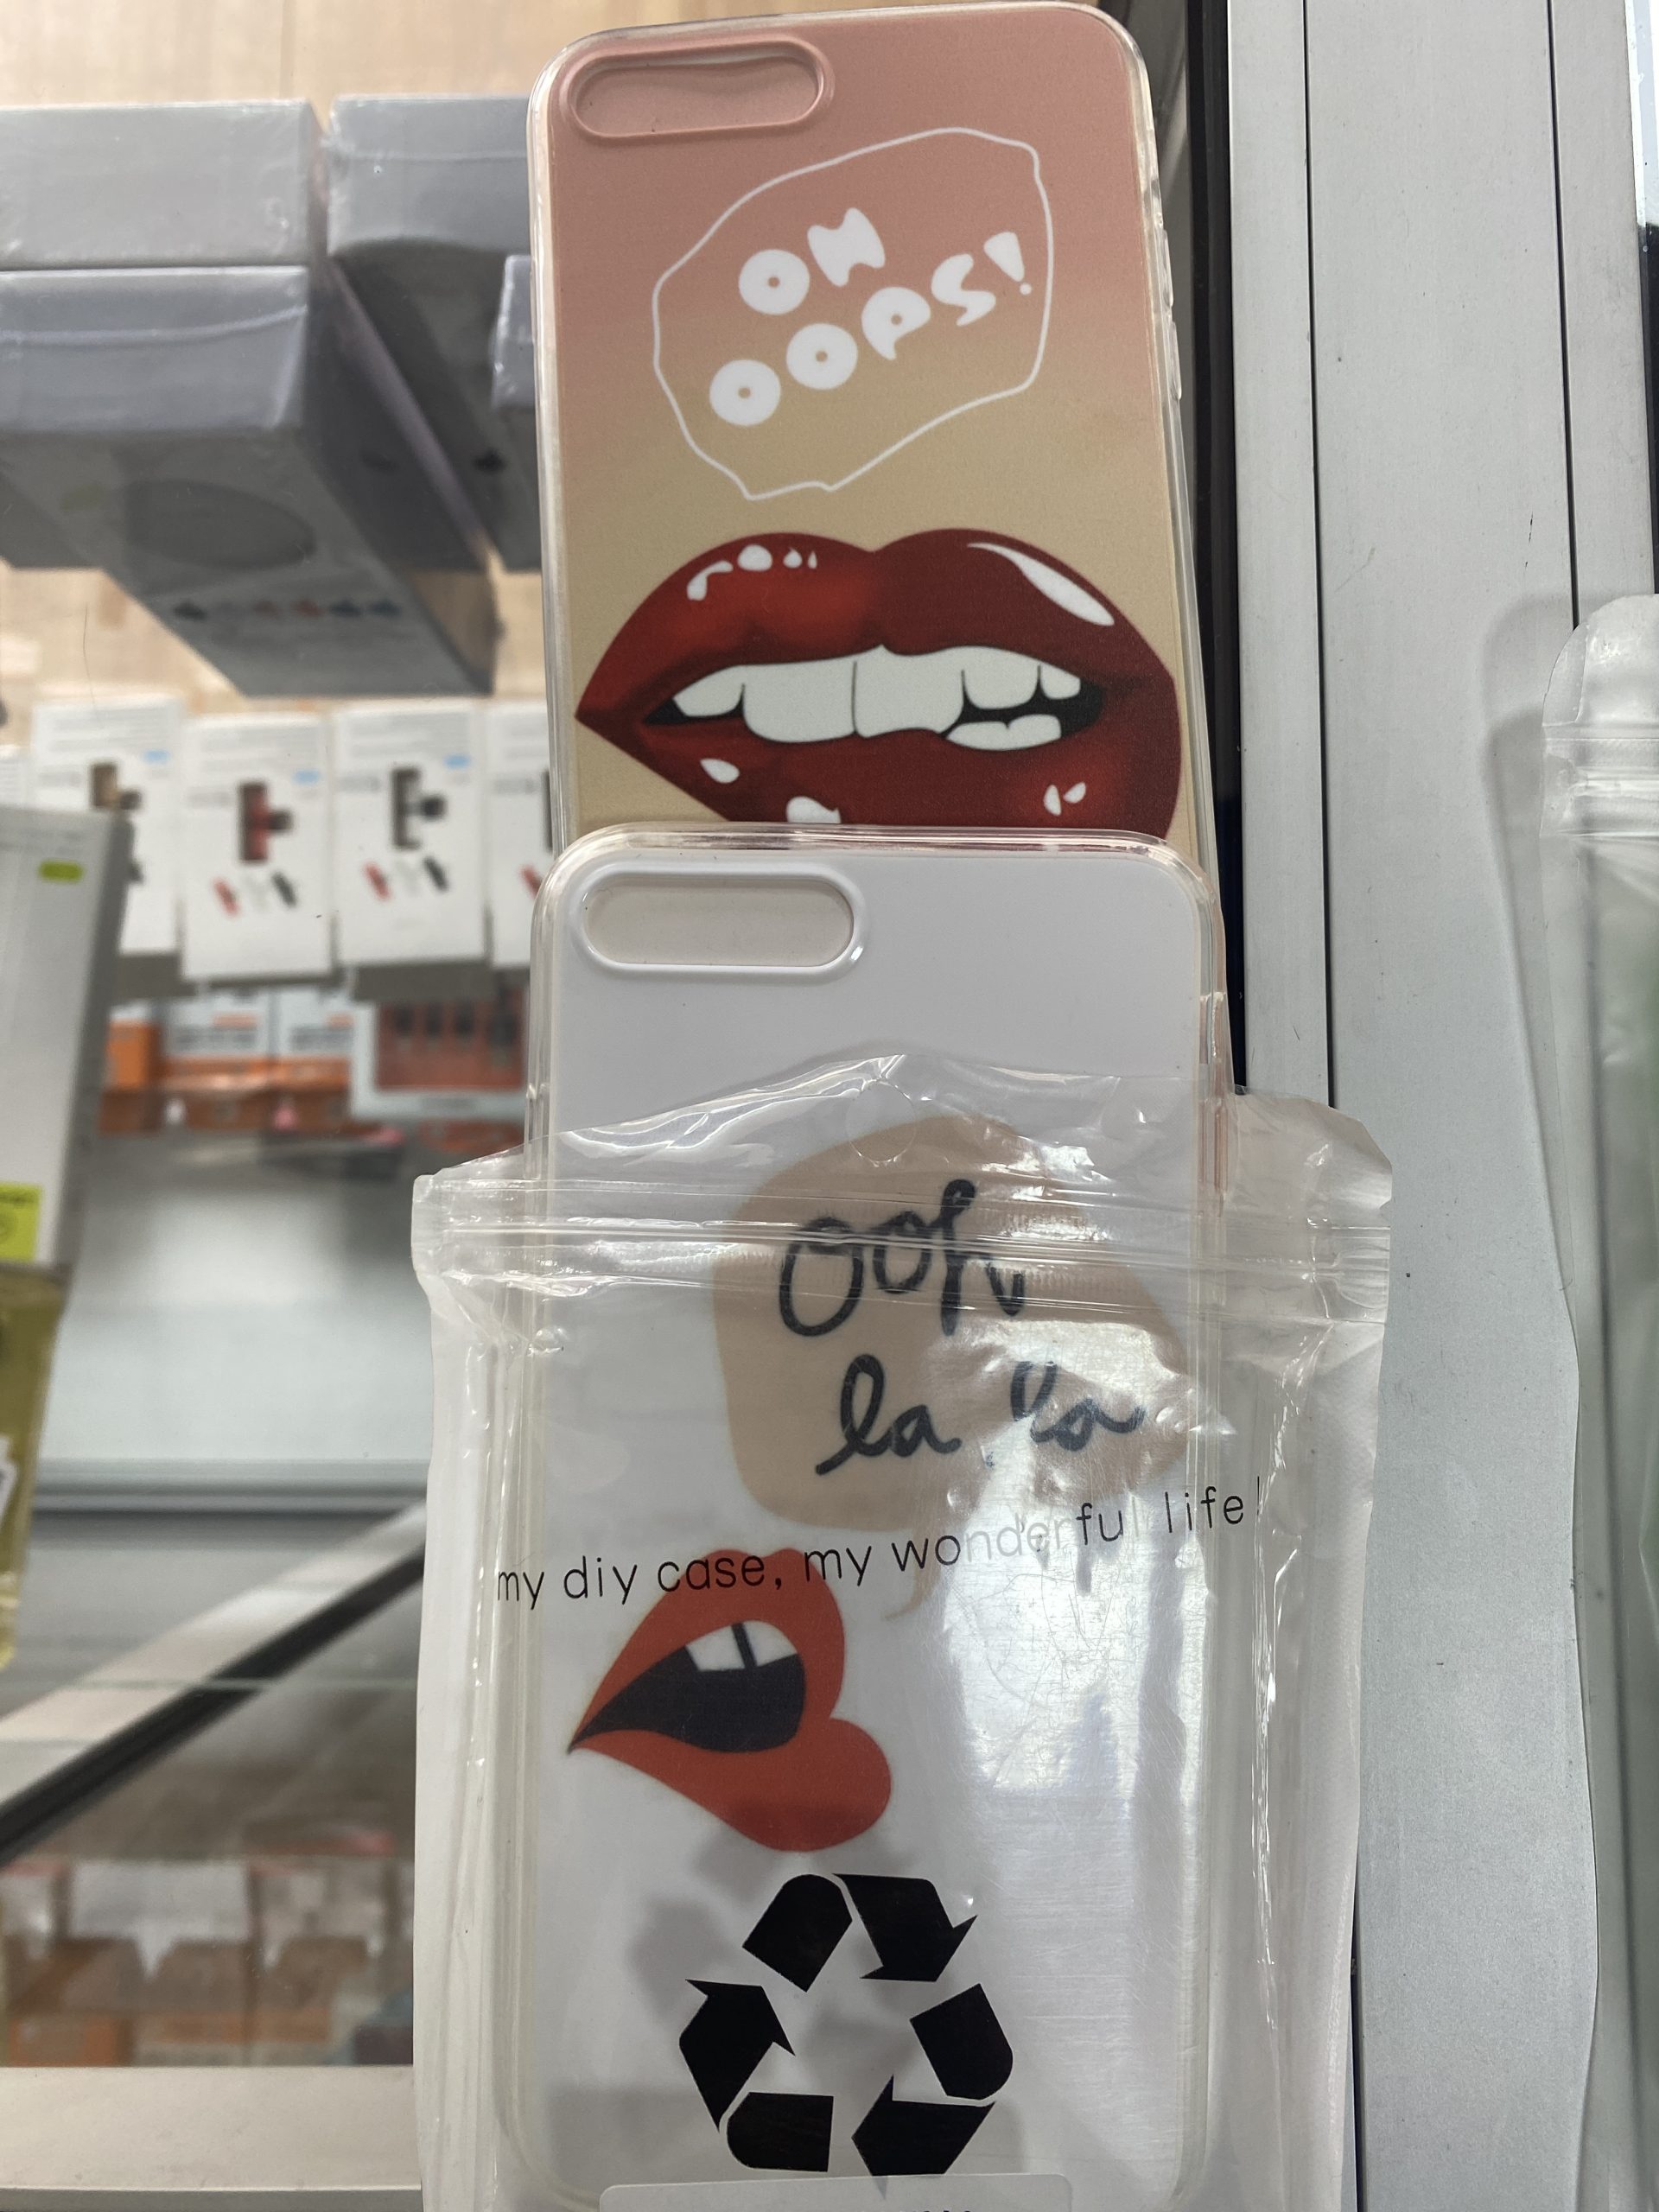 OH
OOPS!
Ooh
la la
my diy case, my wonderful life!